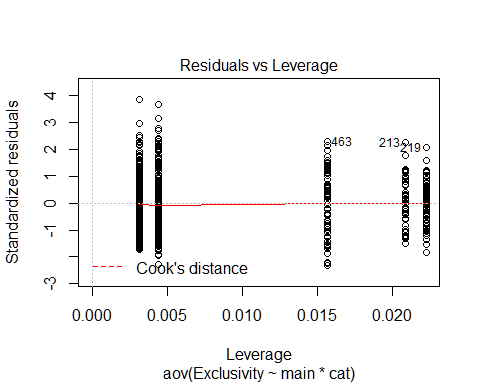 Residuals vs Leverage
Standardized residuals
4
3
2
1
0
-1
-3
463
213
219
Cook's distance
0.000 0.005 0.010 0.015 0.020
Leverage
aov(Exclusivity ~ main * cat)